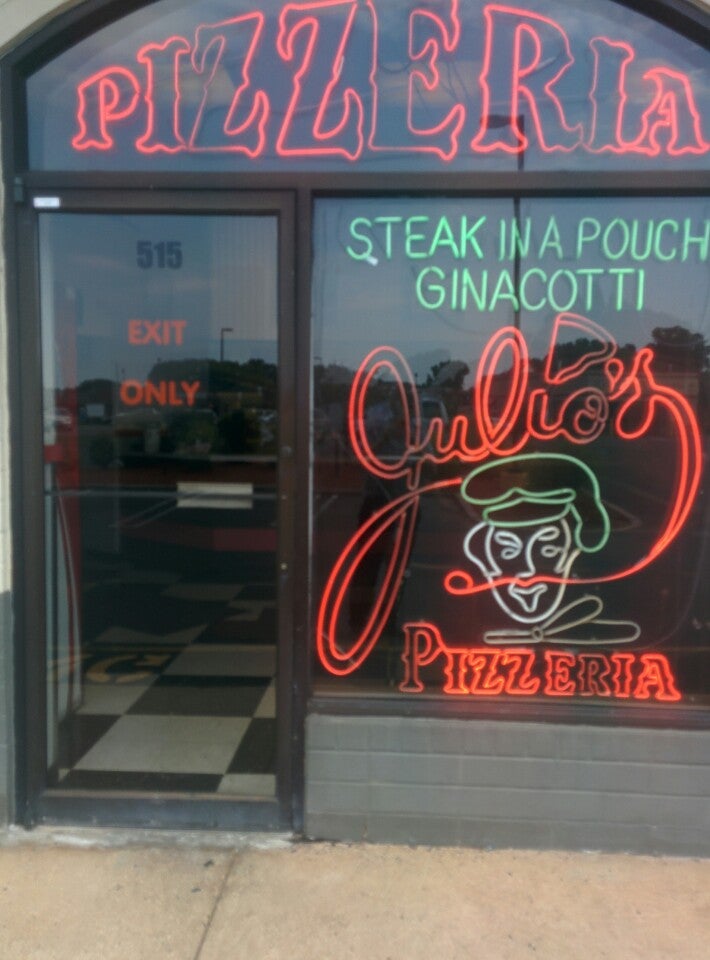 PIZZERIA
515
EXIT
ONLY
STEAK IN A POUCH
GINACOTTI
Julio's
PIZZERIA